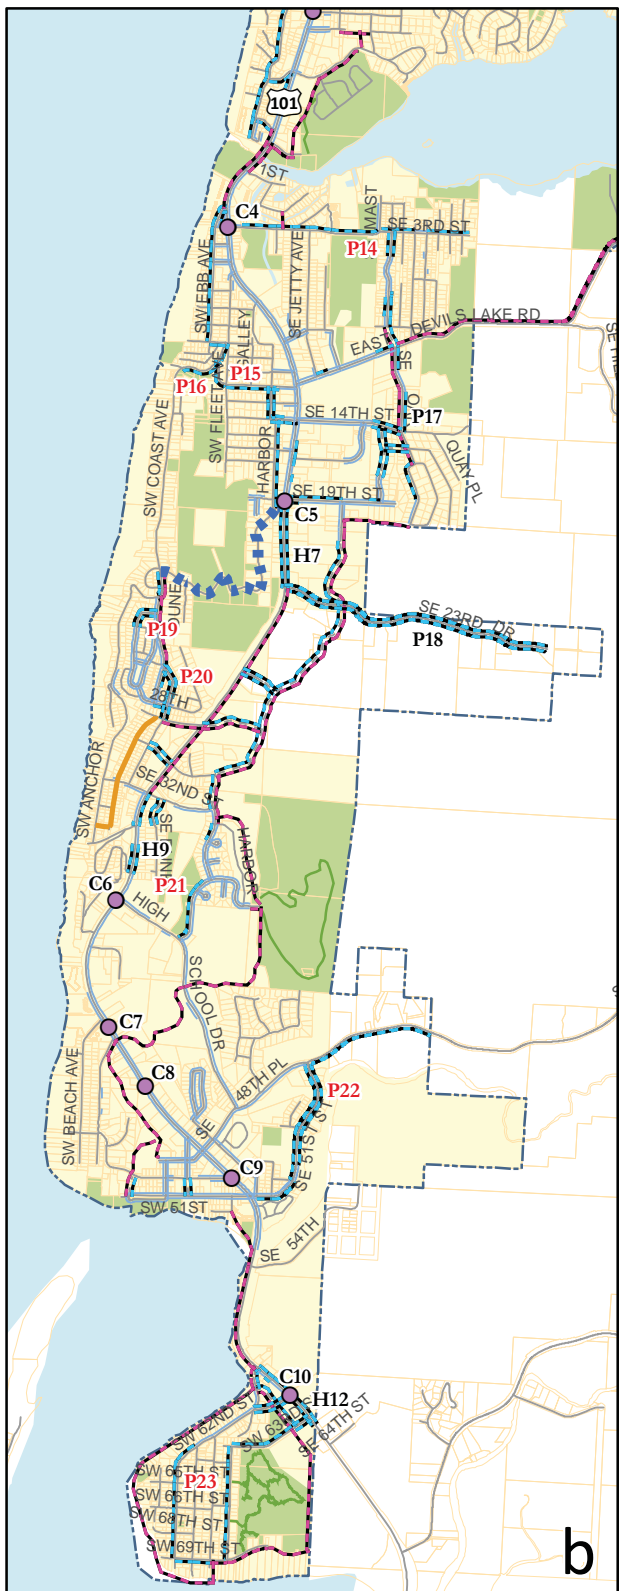 101
1ST
C4
MAST
SE 3RD ST
P14
SW EBB AVE
SE JETTY AVE
GALLEY
EAST
DEVILS LAKE RD
SE
P15
P16
SW FLEET AVE
SE 14TH ST
P17
SW COAST AVE
HARBOR
QUAY PL
SE 19TH ST
C5
H7
P19
SE 23RD DR
P18
P20
28TH
SW ANCHOR
SE 32ND ST
H9
HARBOR
P21
C6
HIGH
SCHOOL DR
C7
C8
SW BEACH AVE
48TH PL
P22
SE
SE 51ST ST
C9
SW 51ST
SE 54TH
C10
H12
SW 62ND ST
SW 63RD S
SE 64TH ST
SW 65TH ST
P23
SW 66TH ST
SW 68TH ST
SW 69TH ST
b